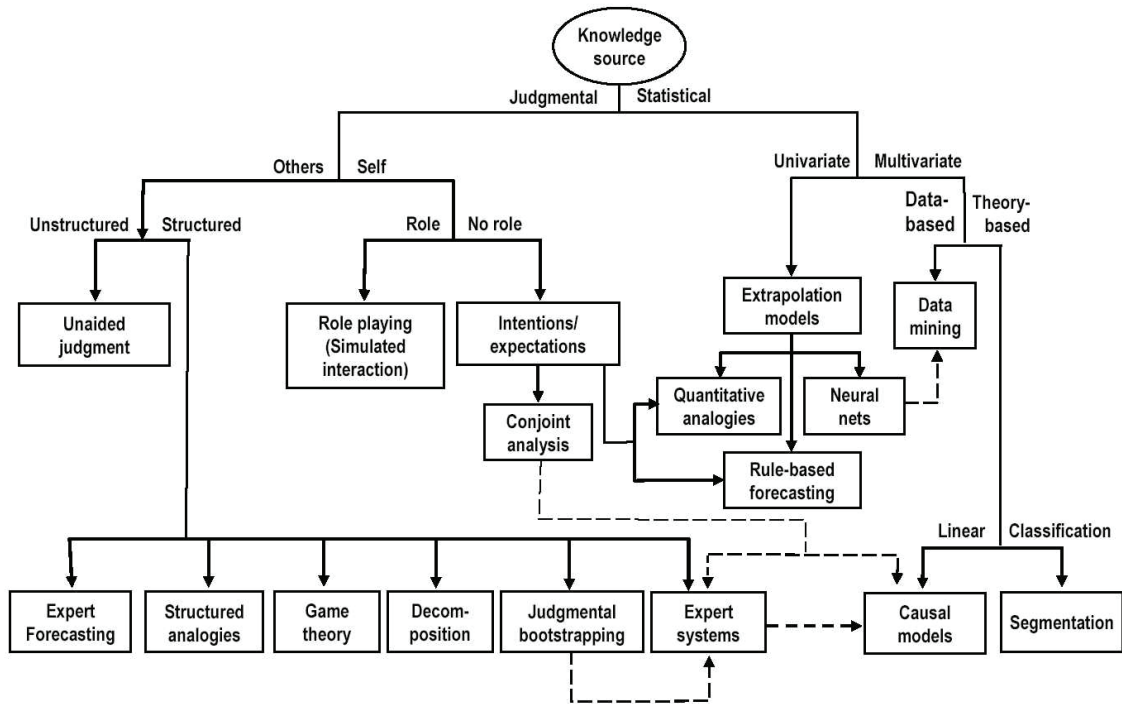 Knowledge
source
Judgmental Statistical
Others Self
Univariate Multivariate
Unstructured Structured
Role No role
Data-
based
Theory-
based
Unaided
judgment
Role playing
(Simulated
interaction)
Intentions/
expectations
Extrapolation
models
Data
mining
Conjoint
analysis
Quantitative
analogies
Neural
nets
Rule-based
forecasting
Linear Classification
Expert
Forecasting
Structured
analogies
Game
theory
Decom-
position
Judgmental
bootstrapping
Expert
systems
Causal
models
Segmentation